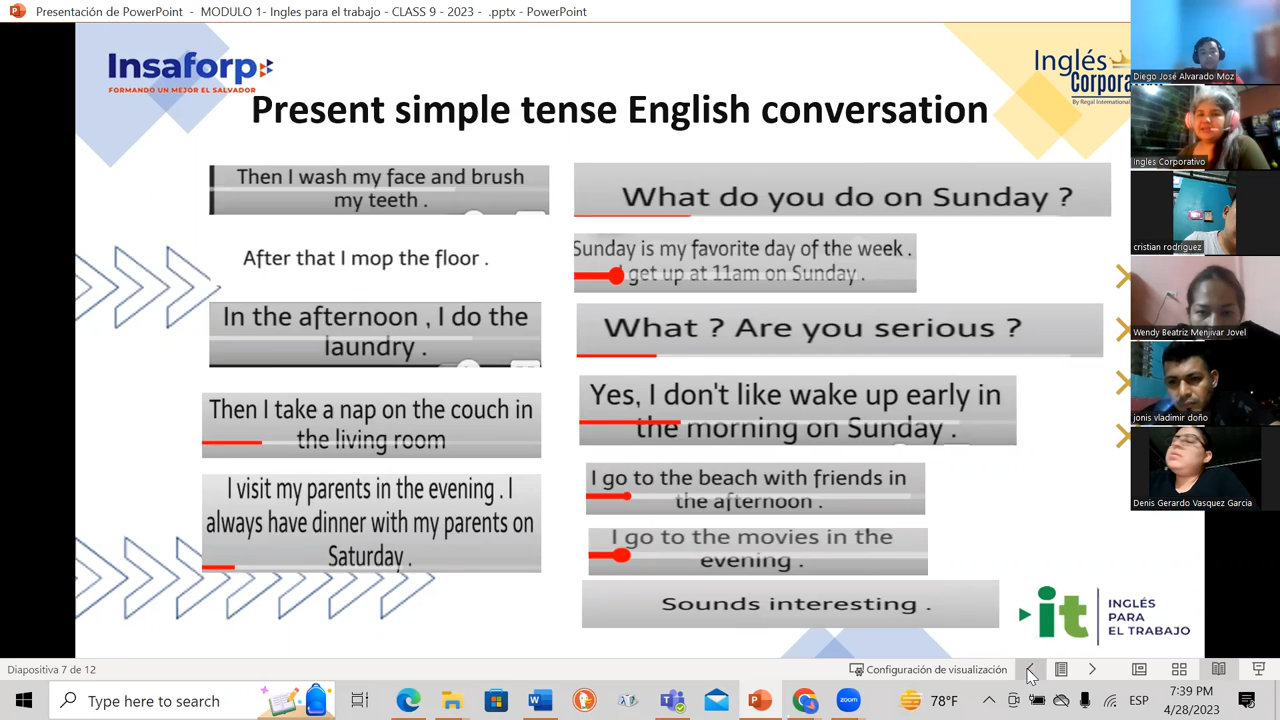 Presentación de PowerPoint - MODULO 1- Ingles para el trabajo - CLASS 9 - 2023 - .pptx - PowerPoint
Insaforp
FORMANDO UN MEJOR EL SALVADOR
Inglés
Corporat
By Regal International
Present simple tense English conversation
Then I wash my face and brush
my teeth .
After that I mop the floor .
In the afternoon , I do the
laundry .
Then I take a nap on the couch in
the living room
I visit my parents in the evening . I
always have dinner with my parents on
Saturday .
What do you do on Sunday ?
Sunday is my favorite day of the week .
I get up at 11am on Sunday .
What ? Are you serious ?
Yes, I don't like wake up early in
the morning on Sunday .
I go to the beach with friends in
the afternoon .
I go to the movies in the
evening .
Sounds interesting .
it
INGLÉS
PARA
EL TRABAJO
Diego José Alvarado Moz
Ingles Corporativo
cristian rodríguez
Wendy Beatriz Menjivar Jovel
jonis vladimir doño
Denis Gerardo Vasquez Garcia
Diapositiva 7 de 12
Configuración de visualización
Type here to search
zoom
78°F
ESP
7:39 PM
4/28/2023